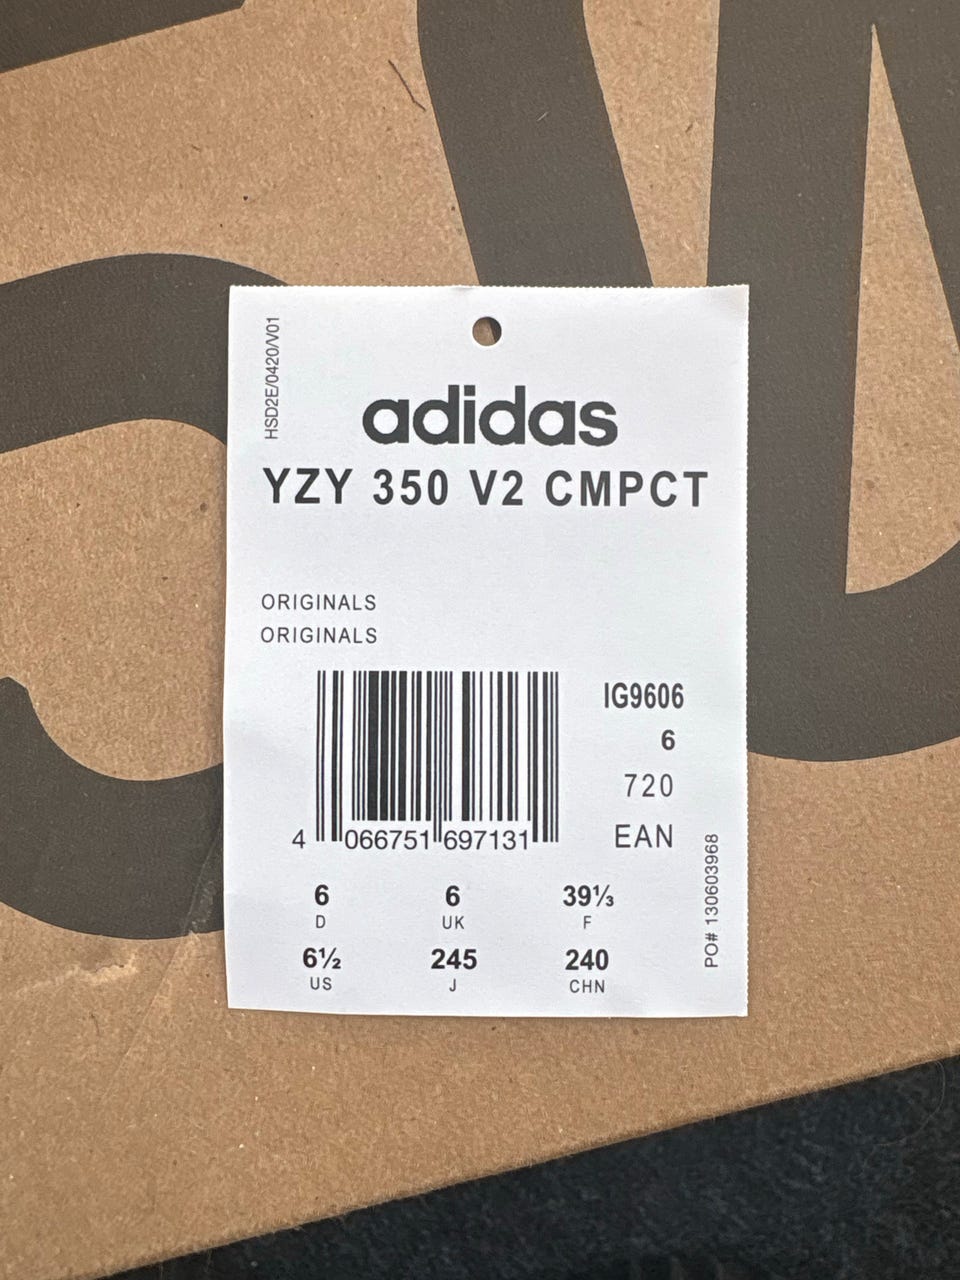 HSD2E/0420/V01
adidas
YZY 350 V2 CMPCT
ORIGINALS
ORIGINALS
IG9606
6
720
EAN
4 066751 697131
PO# 130603968
6 6 39⅓
D UK F
6½ 245 240
US J CHN